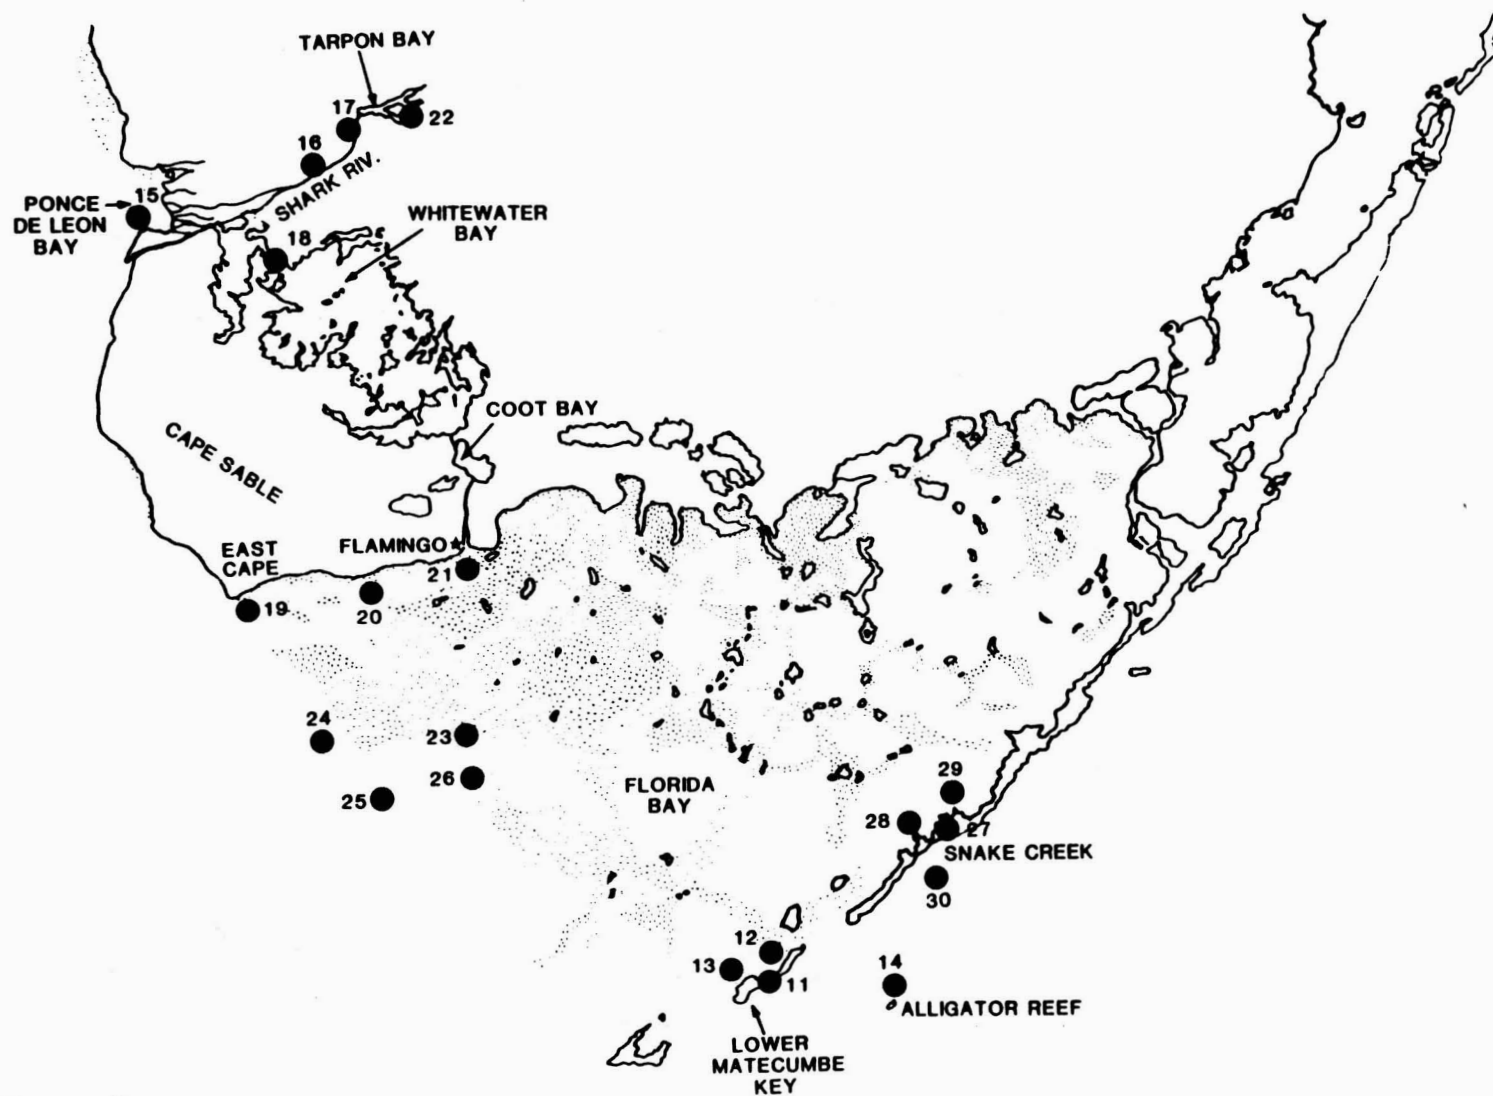 TARPON BAY
17
22
16
SHARK RIV.
15
PONCE
DE LEON
BAY
WHITEWATER
BAY
18
COOT BAY
CAPE SABLE
FLAMINGO
EAST
CAPE
21
19
20
24
23
26
25
FLORIDA
BAY
29
28
27
SNAKE CREEK
30
12
13
11
14
ALLIGATOR REEF
LOWER
MATECUMBE
KEY